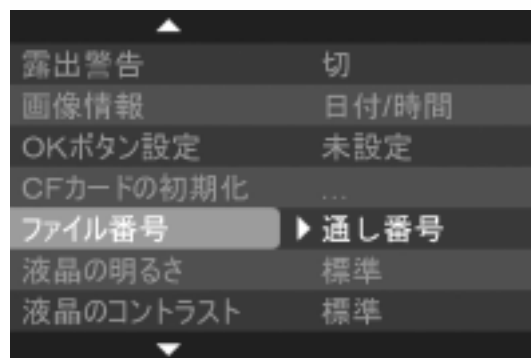 露出警告 切
画像情報 日付/時間
OKボタン設定 未設定
CFカードの初期化 ...
ファイル番号 通し番号
液晶の明るさ 標準
液晶のコントラスト 標準